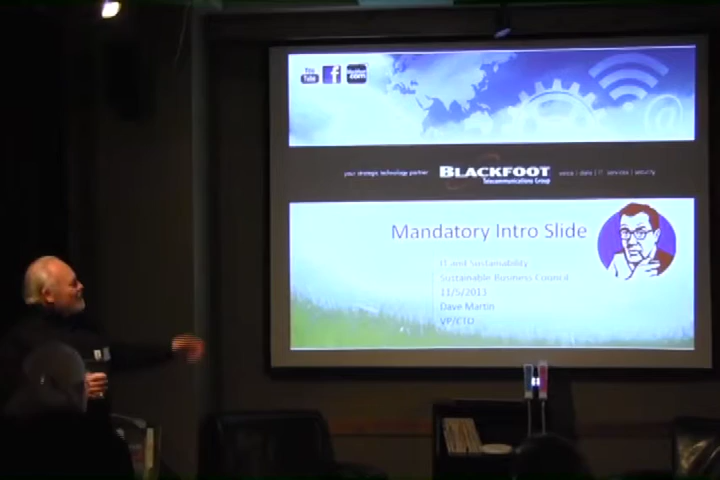 You
Tube
f
.com
your strategic technology partner
BLACKFOOT
voice | data | IT services | security
Telecommunications Group
Mandatory Intro Slide
IT and Sustainability
Sustainable Business Council
11/5/2013
Dave Martin
VP/CTO